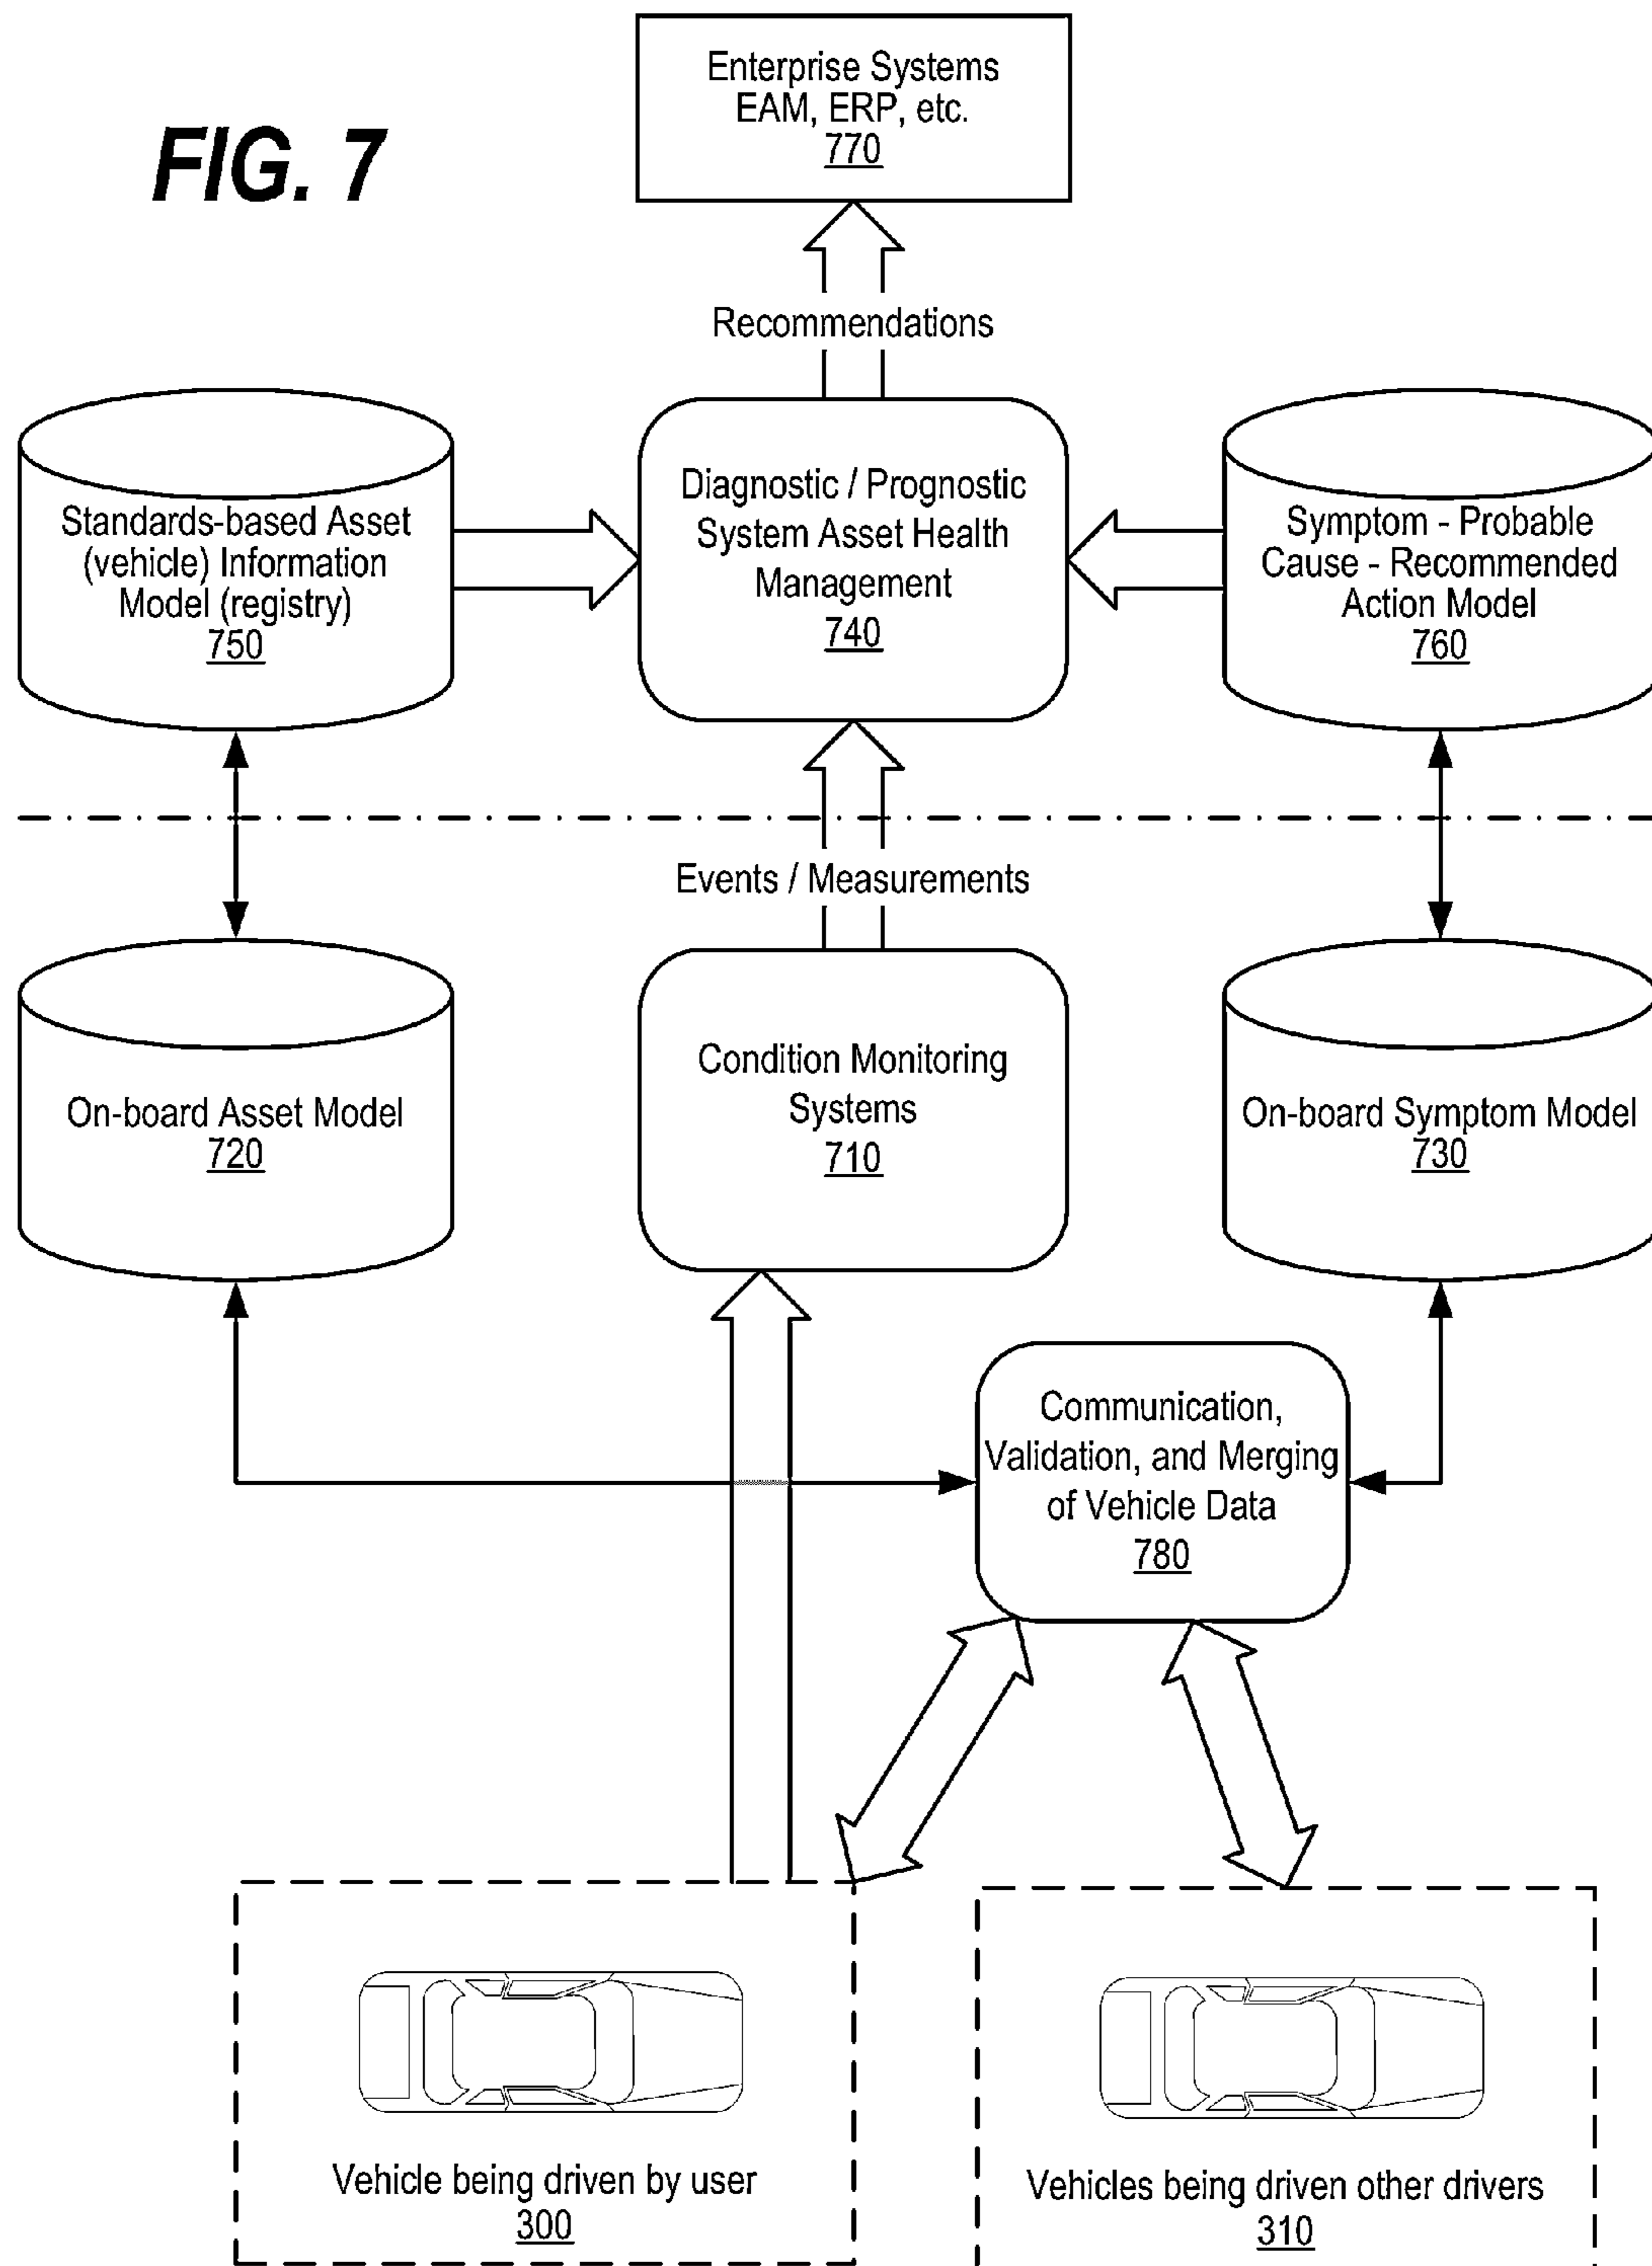 FIG. 7
Enterprise Systems
EAM, ERP, etc.
770
Recommendations
Standards-based Asset
(vehicle) Information
Model (registry)
750
Diagnostic / Prognostic
System Asset Health
Management
740
Symptom - Probable
Cause - Recommended
Action Model
760
Events / Measurements
On-board Asset Model
720
Condition Monitoring
Systems
710
On-board Symptom Model
730
Communication,
Validation, and Merging
of Vehicle Data
780
Vehicle being driven by user
300
Vehicles being driven other drivers
310